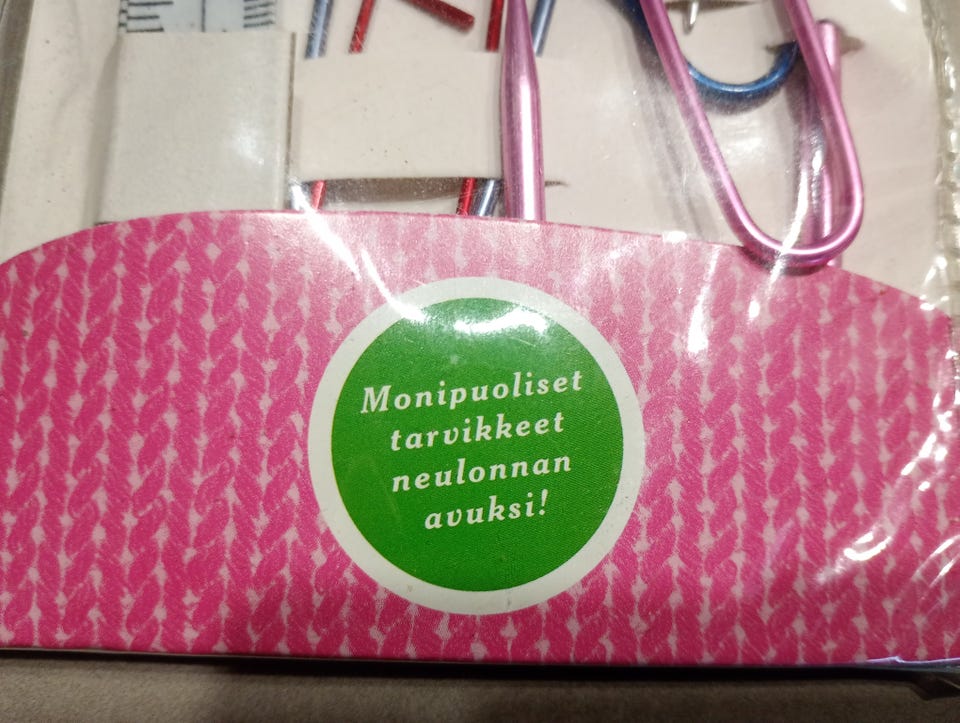 Monipuoliset
tarvikkeet
neulonnan
avuksi!